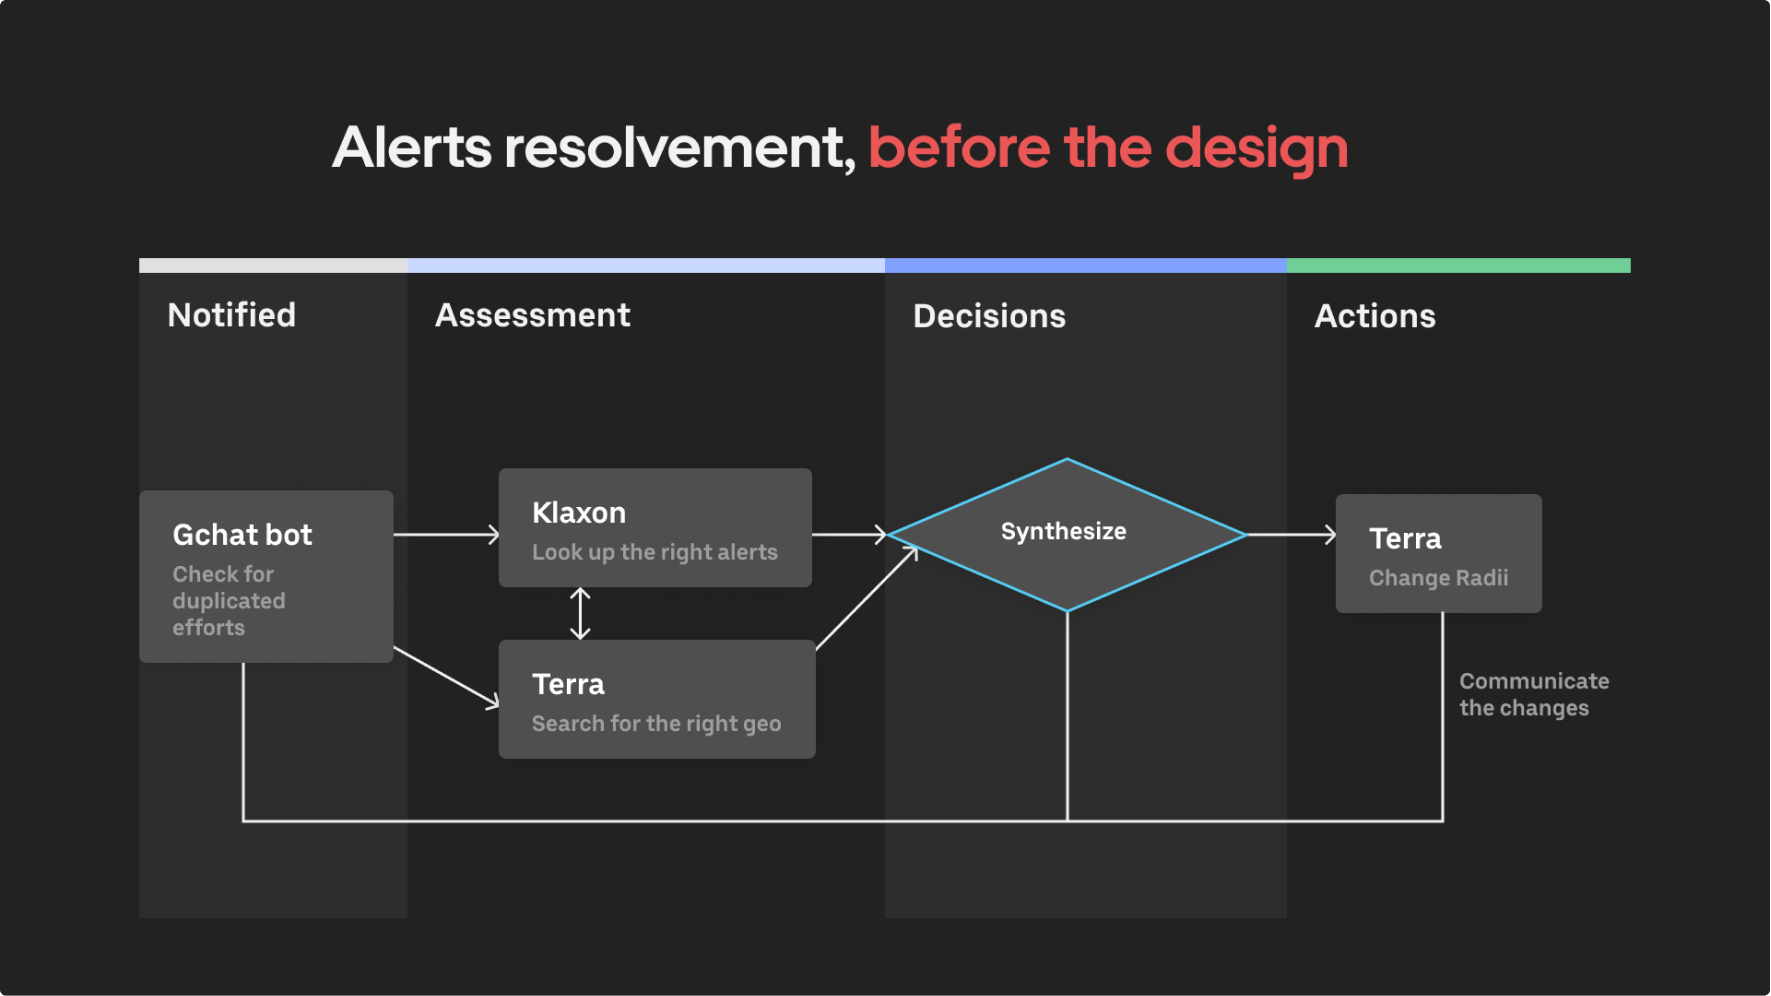 Alerts resolvement, before the design
Notified
Assessment
Decisions
Actions
Gchat bot
Check for
duplicated
efforts
Klaxon
Look up the right alerts
Terra
Search for the right geo
Synthesize
Terra
Change Radii
Communicate
the changes